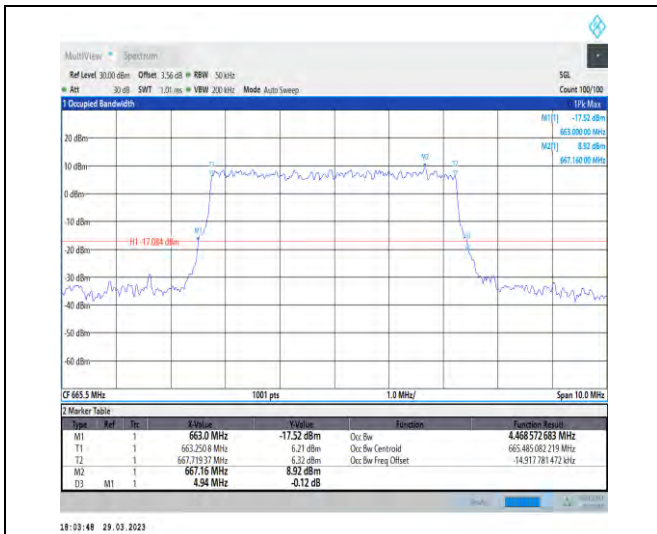 MultiView Spectrum
Ref Level 30.00 dBm Offset 3.56 dB RBW 50 kHz SGL
Att 30 dB SWT 1.01 ms VBW 200 kHz Mode Auto Sweep Count 100/100
1 Occupied Bandwidth 1Pk Max
M1[1] -17.52 dBm
663.000 00 MHz
M2[1] 8.92 dBm
667.160 00 MHz
20 dBm
10 dBm
0 dBm
-10 dBm
-20 dBm
-30 dBm
-40 dBm
-50 dBm
-60 dBm
T1
M2
T2
M1
H1 -17.084 dBm
CF 665.5 MHz 1001 pts 1.0 MHz/ Span 10.0 MHz
2 Marker Table
Type Ref Trc X-Value Y-Value Function Function Result
M1 1 663.0 MHz -17.52 dBm Occ Bw 4.468 572 683 MHz
T1 1 663.250 8 MHz 6.21 dBm Occ Bw Centroid 665.485 082 219 MHz
T2 1 667.719 37 MHz 6.32 dBm Occ Bw Freq Offset -14.917 781 472 kHz
M2 1 667.16 MHz 8.92 dBm
D3 M1 1 4.94 MHz -0.12 dB
18:03:48 29.03.2023